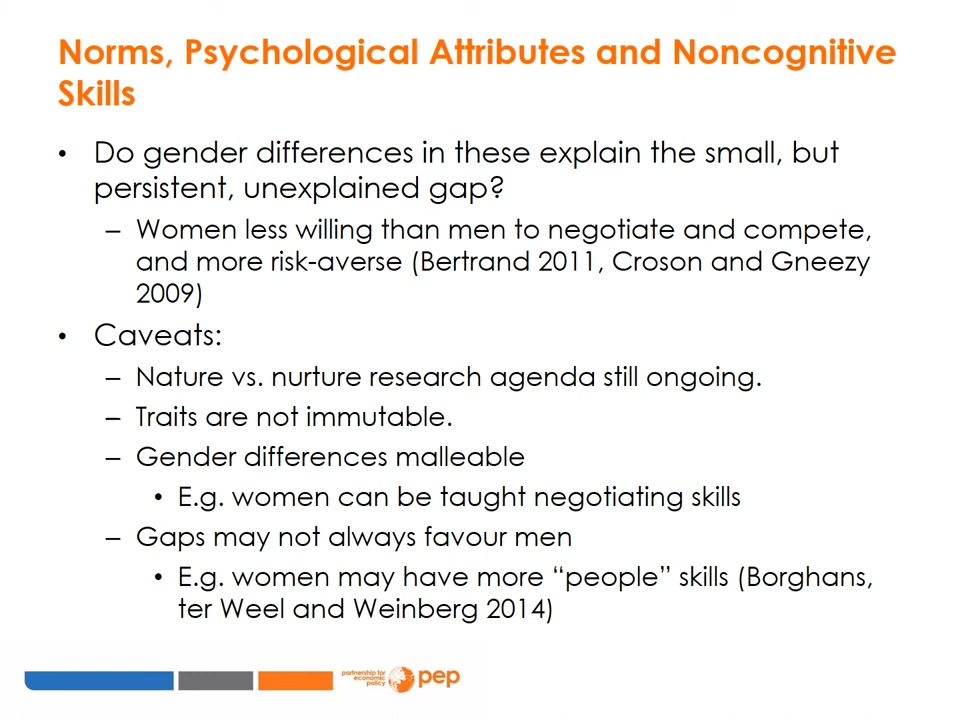 Norms, Psychological Attributes and Noncognitive
Skills
• Do gender differences in these explain the small, but
persistent, unexplained gap?
– Women less willing than men to negotiate and compete,
and more risk-averse (Bertrand 2011, Croson and Gneezy
2009)
• Caveats:
– Nature vs. nurture research agenda still ongoing.
– Traits are not immutable.
– Gender differences malleable
• E.g. women can be taught negotiating skills
– Gaps may not always favour men
• E.g. women may have more “people” skills (Borghans,
ter Weel and Weinberg 2014)
partnership for
economic
policy
pep